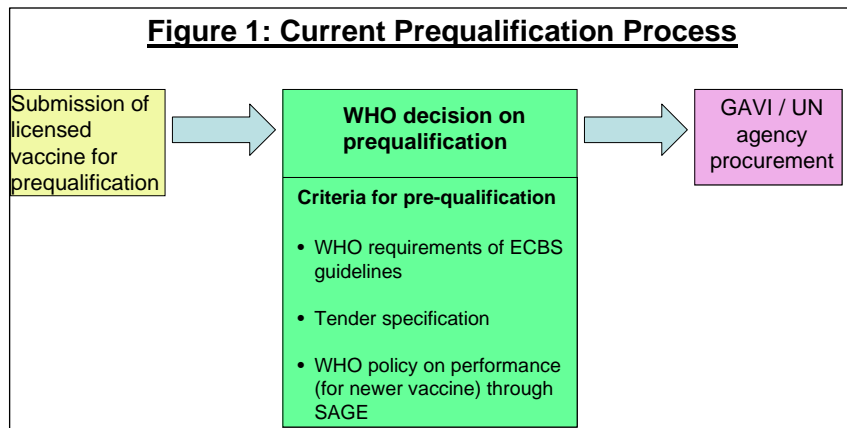 Figure 1: Current Prequalification Process
Submission of
licensed
vaccine for
prequalification
WHO decision on
prequalification
Criteria for pre-qualification
• WHO requirements of ECBS
guidelines
• Tender specification
• WHO policy on performance
(for newer vaccine) through
SAGE
GAVI / UN
agency
procurement